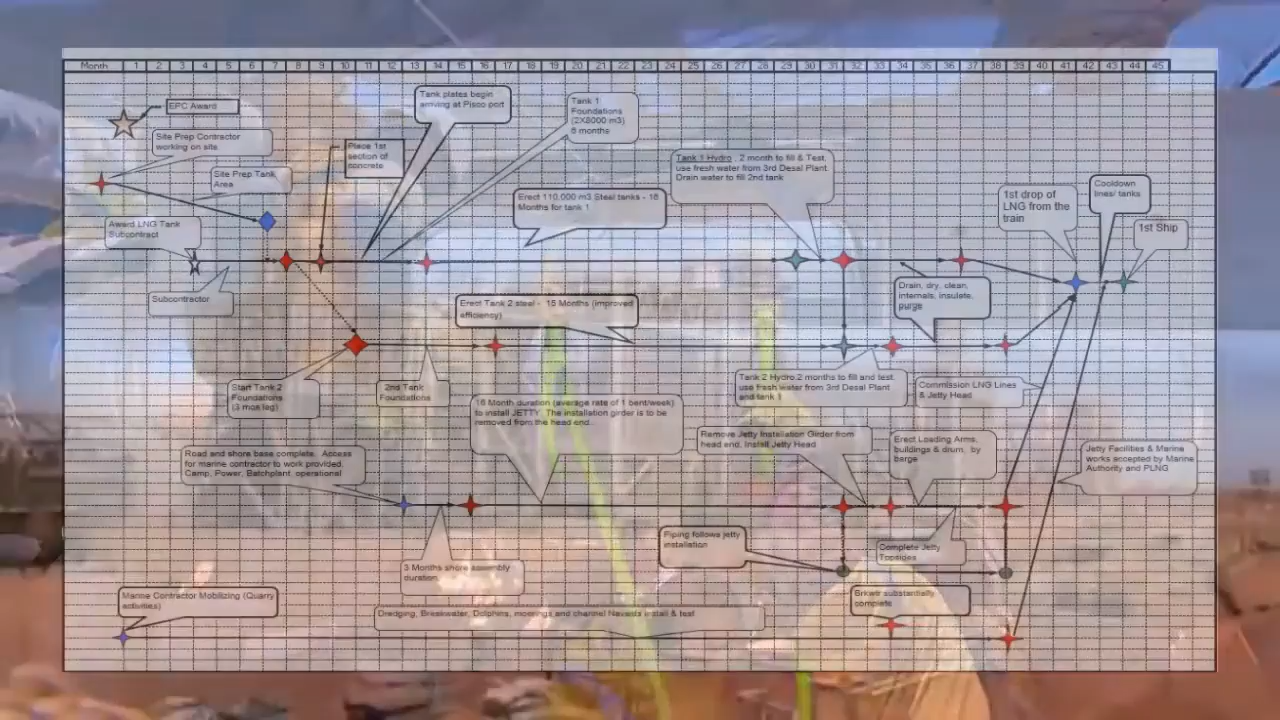 Month 1 2 3 4 5 6 7 8 9 10 11 12 13 14 15 16 17 18 19 20 21 22 23 24 25 26 27 28 29 30 31 32 33 34 35 36 37 38 39 40 41 42 43 44 45
EPC Award
Tank plates begin
arriving at Pisco port
Tank 1
Foundations
(2X8000 m3)
6 months
Site Prep Contractor
working on site
Place 1st
section of
concrete
Tank 1 Hydro . 2 month to fill & Test,
use fresh water from 3rd Desal Plant
Drain water to fill 2nd tank
Site Prep Tank
Area
Erect 110,000 m3 Steel tanks - 18
Months for tank 1
1st drop of
LNG from the
train
Cooldown
lines/ tanks
1st Ship
Award LNG Tank
Subcontract
Subcontractor
Drain, dry, clean,
internals, insulate,
purge
Erect Tank 2 steel - 15 Months (improved
efficiency)
Start Tank 2
Foundations
(3 mos lag)
2nd Tank
Foundations
Tank 2 Hydro.2 months to fill and test.
use fresh water from 3rd Desal Plant
and tank 1
Commission LNG Lines
& Jetty Head
16 Month duration (average rate of 1 bent/week)
to install JETTY. The installation girder is to be
removed from the head end.
Remove Jetty Installation Girder from
head end, Install Jetty Head
Erect Loading Arms,
buildings & drum, by
barge
Jetty Facilities & Marine
works accepted by Marine
Authority and PLNG
Road and shore base complete. Access
for marine contractor to work provided.
Camp, Power, Batchplant, operational
Piping follows jetty
installation
Complete Jetty
Topsides
3 Months shore assembly
duration
Marine Contractor Mobilizing (Quarry
activities)
Brkwtr substantially
complete
Dredging, Breakwater, Dolphins, moorings and channel Navaids install & test